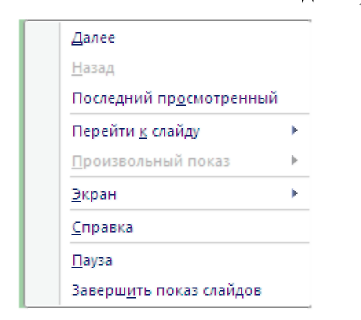 Далее
Назад
Последний просмотренный
Перейти к слайду
Произвольный показ
Экран
Справка
Пауза
Завершить показ слайдов